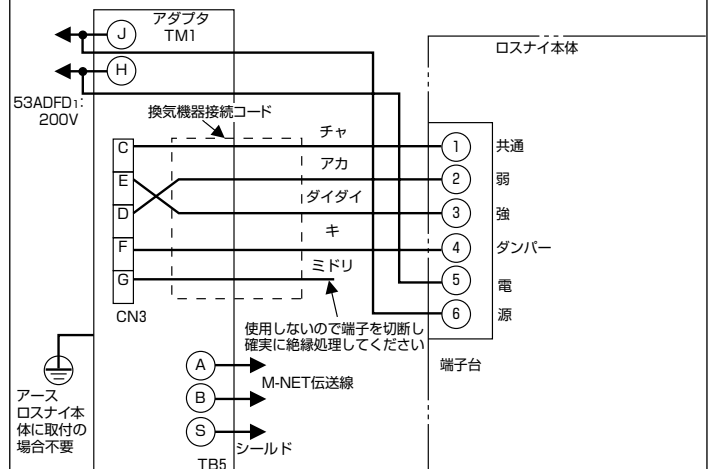 アダプタ
TM1
J
H
53ADFD1:
200V
換気機器接続コード
ロスナイ本体
C
E
D
F
G
CN3
チャ
アカ
ダイダイ
キ
ミドリ
1 共通
2 弱
3 強
4 ダンパー
5 電
6 源
端子台
使用しないので端子を切断し
確実に絶縁処理してください
アース
ロスナイ本
体に取付の
場合不要
A
B
M-NET伝送線
S
シールド
TB5